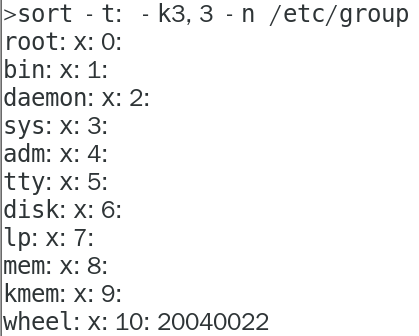 >sort -t: -k3,3 -n /etc/group
root:x:0:
bin:x:1:
daemon:x:2:
sys:x:3:
adm:x:4:
tty:x:5:
disk:x:6:
lp:x:7:
mem:x:8:
kmem:x:9:
wheel:x:10:20040022